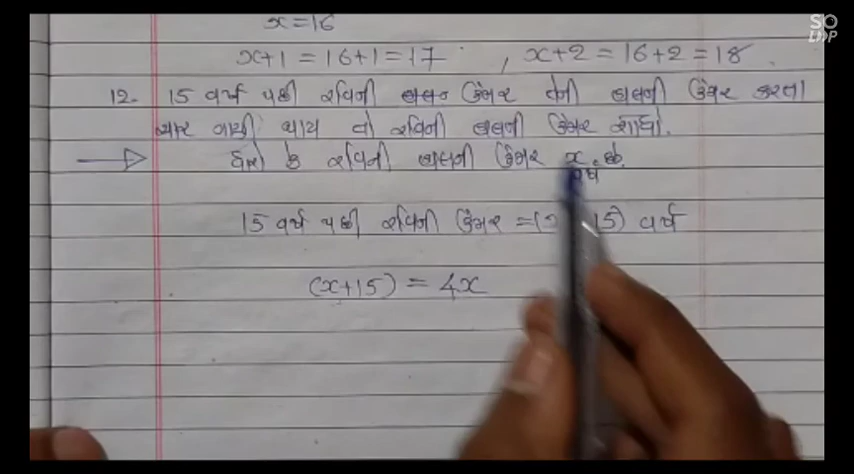 x=16
x+1 = 16+1 = 17 , x+2 = 16+2 = 18
12. 15 વર્ષ પછી રવિની ઉંમર તેની હાલની ઉંમર કરતા
ચાર ગણી થાય તો રવિની હાલની ઉંમર શોધો.
ધારો કે રવિની હાલની ઉંમર x વર્ષ છે.
15 વર્ષ પછી રવિની ઉંમર = 15) વર્ષ
(x+15) = 4x